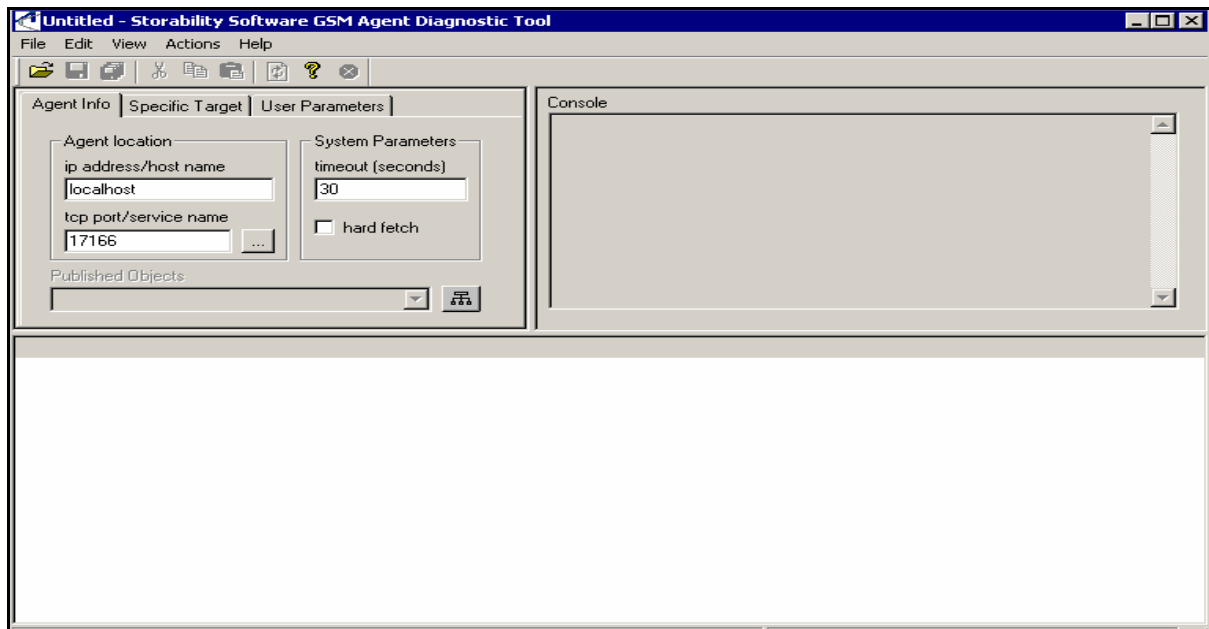 Untitled - Storability Software GSM Agent Diagnostic Tool
File Edit View Actions Help
Agent Info Specific Target User Parameters
Agent location
ip address/host name
localhost
tcp port/service name
17166
...
System Parameters
timeout (seconds)
30
hard fetch
Published Objects
Console